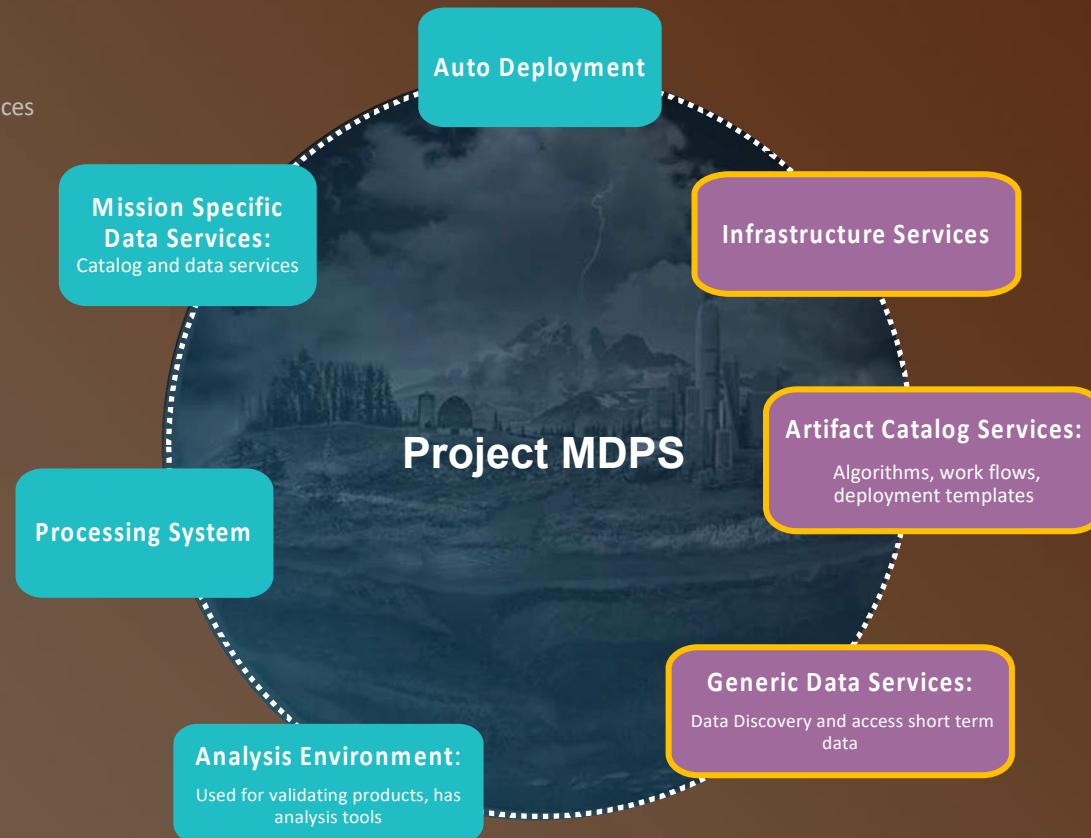 Auto Deployment
ces
Mission Specific
Data Services:
Catalog and data services
Infrastructure Services
Artifact Catalog Services:
Algorithms, work flows,
deployment templates
Project MDPS
Processing System
Generic Data Services:
Data Discovery and access short term
data
Analysis Environment:
Used for validating products, has
analysis tools